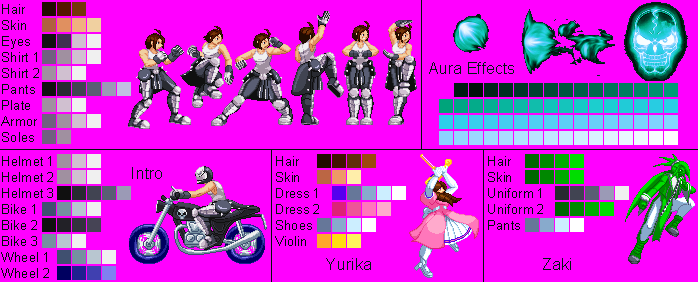 Hair
Skin
Eyes
Shirt 1
Shirt 2
Pants
Plate
Armor
Soles
Aura Effects
Helmet 1
Helmet 2
Helmet 3
Bike 1
Bike 2
Bike 3
Wheel 1
Wheel 2
Intro
Hair
Skin
Dress 1
Dress 2
Shoes
Violin
Yurika
Hair
Skin
Uniform 1
Uniform 2
Pants
Zaki